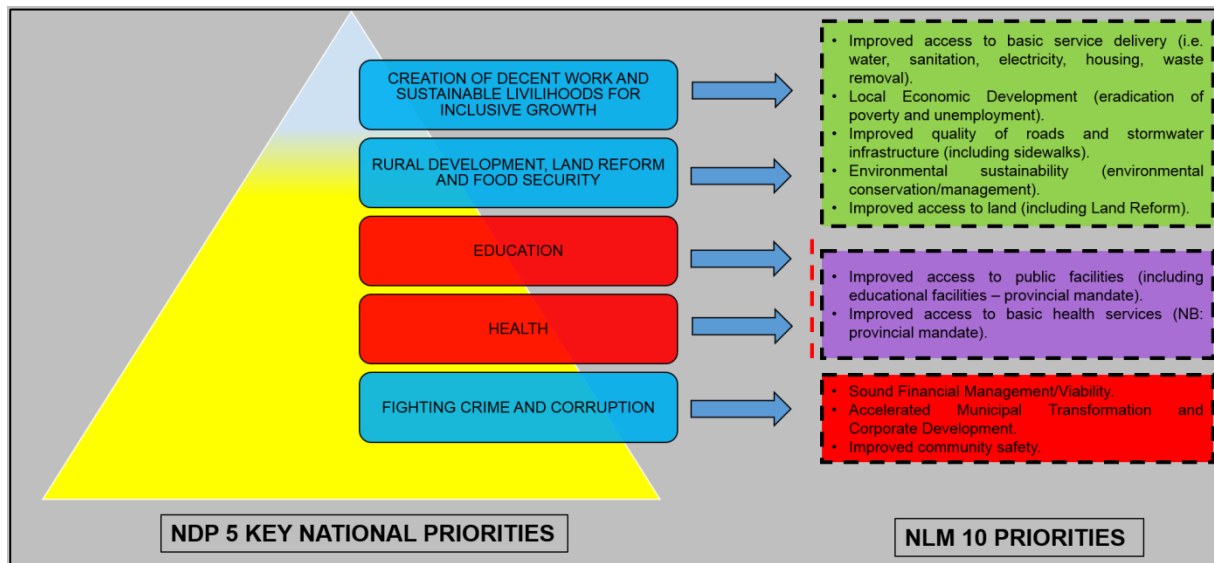 CREATION OF DECENT WORK AND
SUSTAINABLE LIVILIHOODS FOR
INCLUSIVE GROWTH
RURAL DEVELOPMENT, LAND REFORM
AND FOOD SECURITY
EDUCATION
HEALTH
FIGHTING CRIME AND CORRUPTION
NDP 5 KEY NATIONAL PRIORITIES
• Improved access to basic service delivery (i.e.
water, sanitation, electricity, housing, waste
removal).
• Local Economic Development (eradication of
poverty and unemployment).
• Improved quality of roads and stormwater
infrastructure (including sidewalks).
• Environmental sustainability (environmental
conservation/management).
• Improved access to land (including Land Reform).
• Improved access to public facilities (including
educational facilities – provincial mandate).
• Improved access to basic health services (NB:
provincial mandate).
• Sound Financial Management/Viability.
• Accelerated Municipal Transformation and
Corporate Development.
• Improved community safety.
NLM 10 PRIORITIES